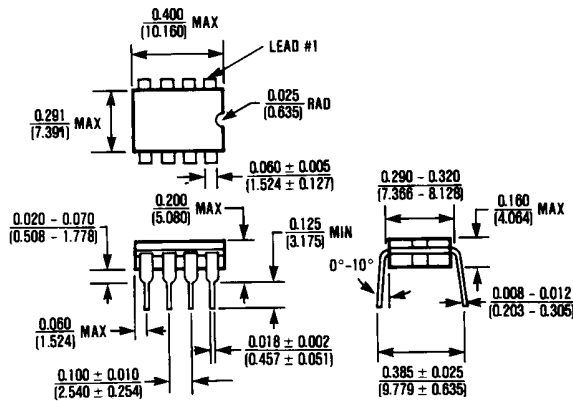 0.400 MAX
(10.160)
LEAD #1
0.025 RAD
(0.635)
0.291 MAX
(7.391)
0.060 ± 0.005
(1.524 ± 0.127)
0.290 - 0.320
(7.366 - 8.128)
0.200 MAX
(5.080)
0.160 MAX
(4.064)
0.020 - 0.070
(0.508 - 1.778)
0.125 MIN
(3.175)
0°-10°
0.008 - 0.012
(0.203 - 0.305)
0.060 MAX
(1.524)
0.018 ± 0.002
(0.457 ± 0.051)
0.100 ± 0.010
(2.540 ± 0.254)
0.385 ± 0.025
(9.779 ± 0.635)